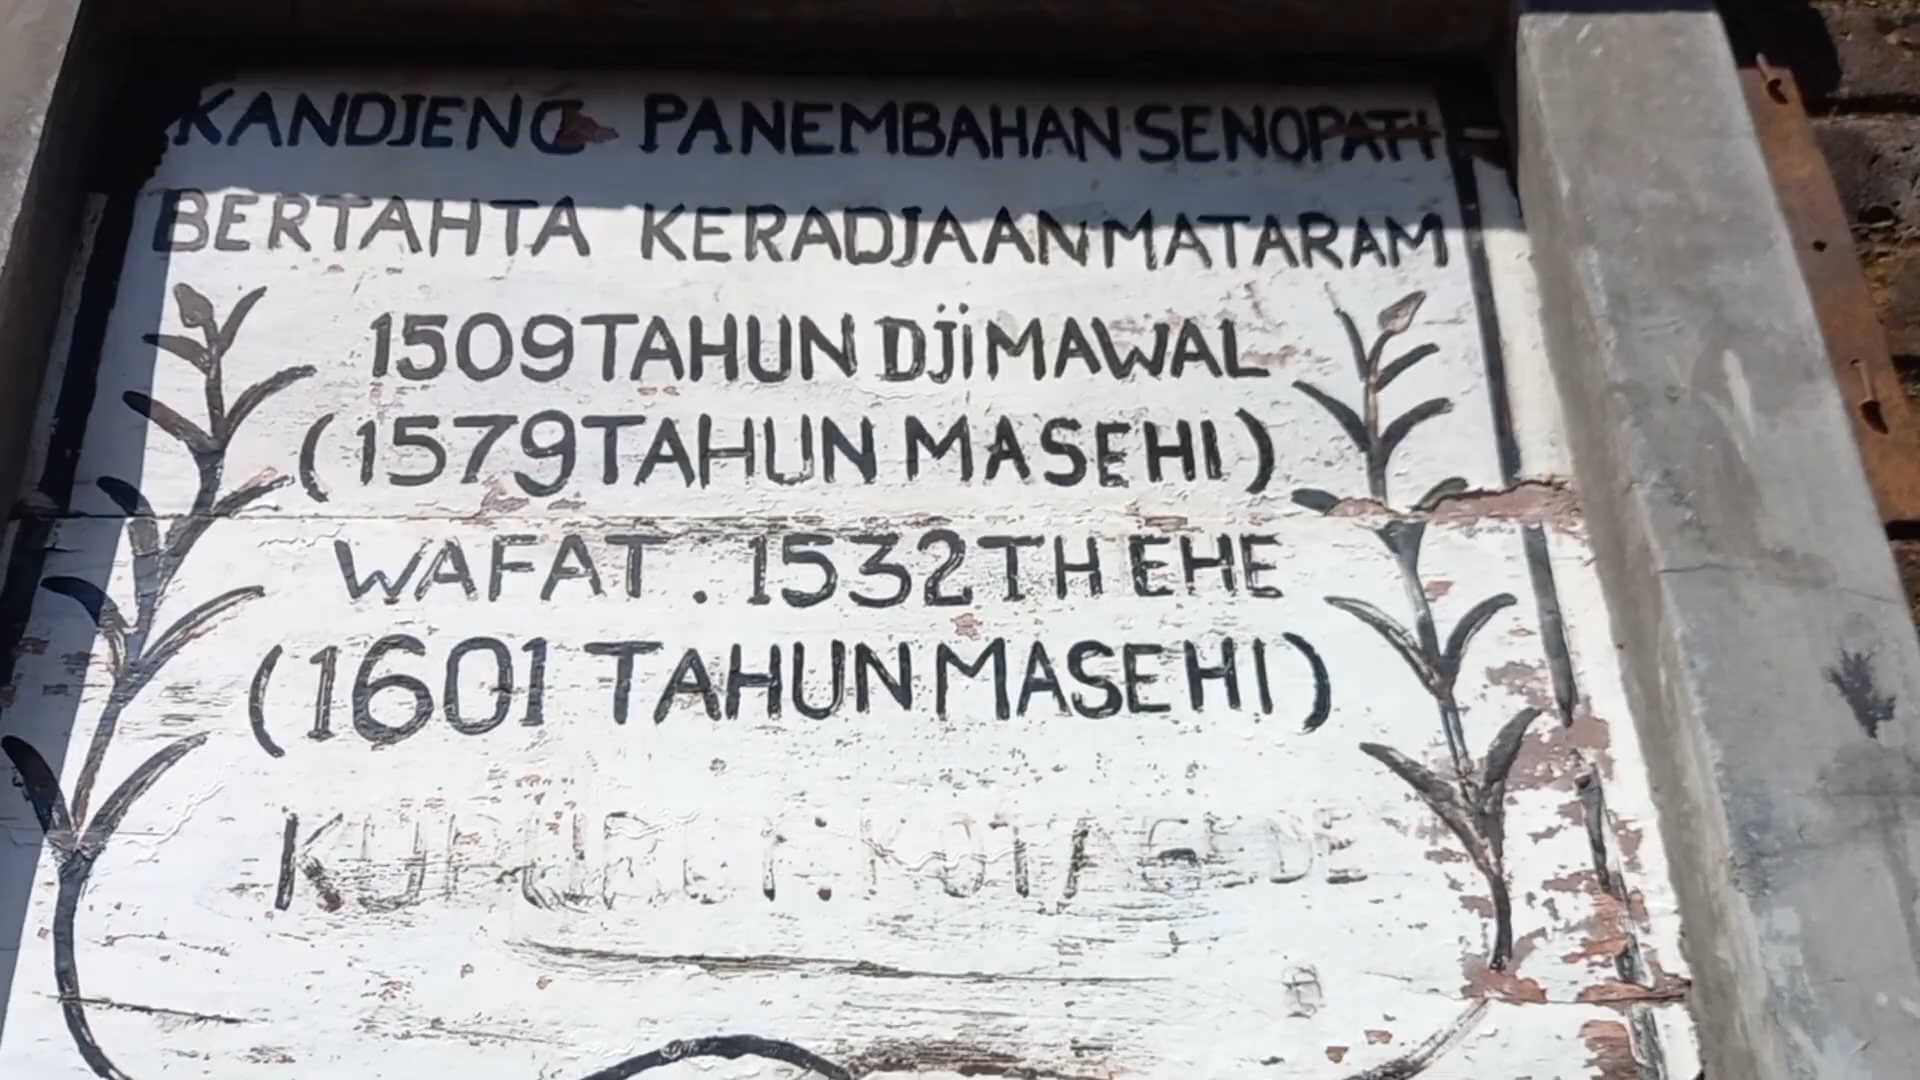 KANDJENG PANEMBAHAN SENOPATI
BERTAHTA KERADJAAN MATARAM
1509 TAHUN DJIMAWAL
(1579 TAHUN MASEHI)
WAFAT. 1532 TH EHE
(1601 TAHUN MASEHI)
KOTAGEDE